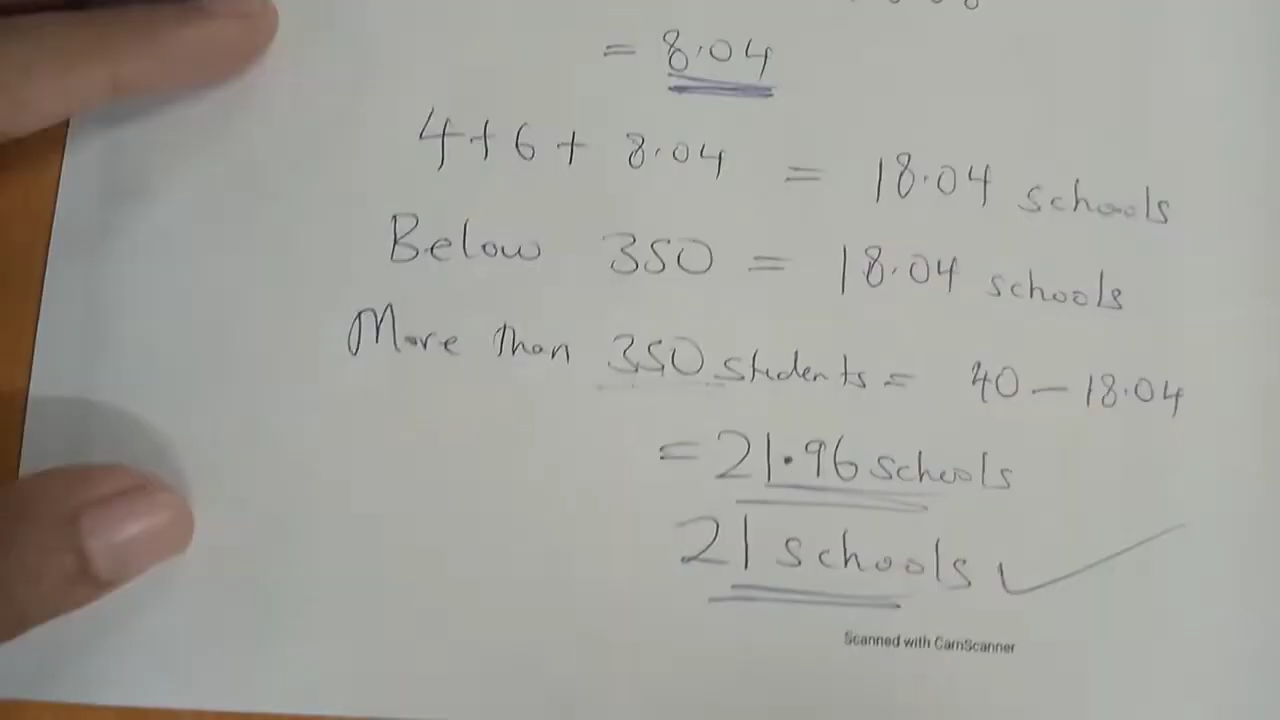 = 8.04
4+6 + 8.04 = 18.04 schools
Below 350 = 18.04 schools
More than 350 students = 40 - 18.04
= 21.96 schools
21 schools ✓
Scanned with CamScanner